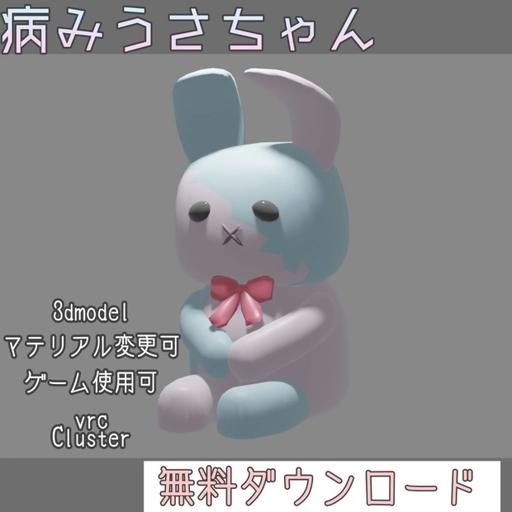 病みうさちゃん
3dmodel
マテリアル変更可
ゲーム使用可
vrc
Cluster
無料ダウンロード